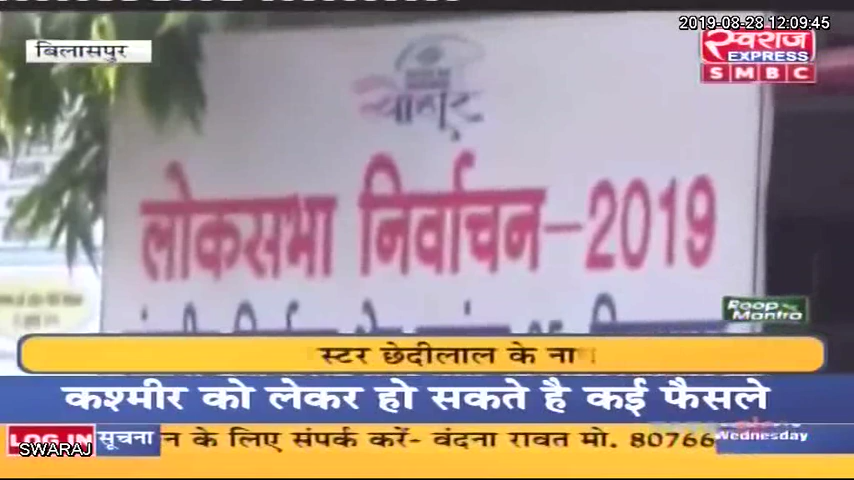 2019-08-28 12:09:45
बिलासपुर
स्वराज
EXPRESS
SMBC
त्योहार
लोकसभा निर्वाचन-2019
Roop
Mantra
स्टर छेदीलाल के ना
कश्मीर को लेकर हो सकते है कई फैसले
LOG IN सूचना न के लिए संपर्क करें- वंदना रावत मो. 80766
Wednesday
SWARAJ